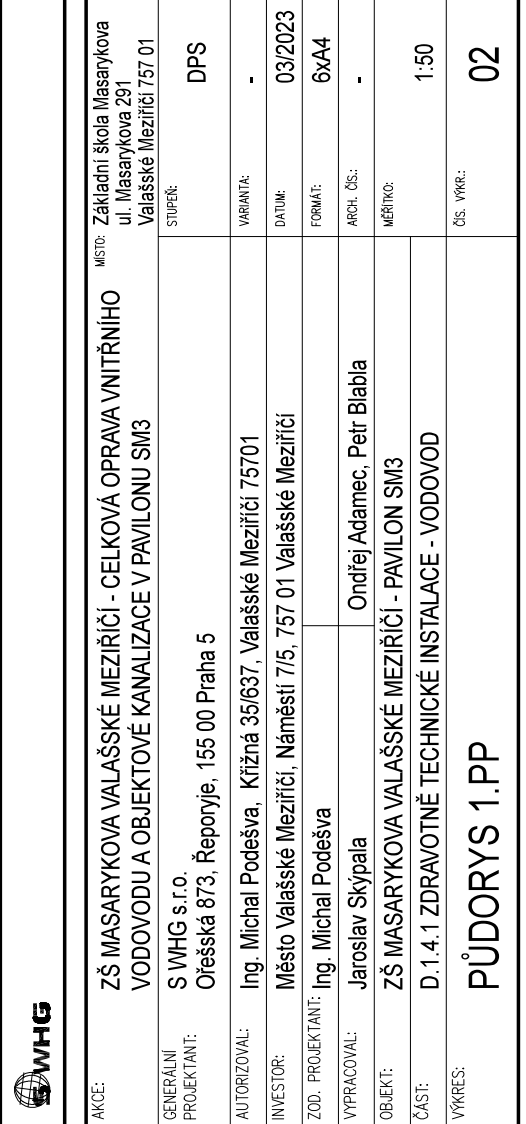 S WHG
AKCE:
ZŠ MASARYKOVA VALAŠSKÉ MEZIŘÍČÍ - CELKOVÁ OPRAVA VNITŘNÍHO
VODOVODU A OBJEKTOVÉ KANALIZACE V PAVILONU SM3
MÍSTO:
Základní škola Masarykova
ul. Masarykova 291
Valašské Meziříčí 757 01
GENERÁLNÍ
PROJEKTANT:
S WHG s.r.o.
Ořešská 873, Řeporyje, 155 00 Praha 5
STUPEŇ:
DPS
AUTORIZOVAL:
Ing. Michal Podešva, Křižná 35/637, Valašské Meziříčí 75701
VARIANTA:
-
INVESTOR:
Město Valašské Meziříčí, Náměstí 7/5, 757 01 Valašské Meziříčí
DATUM:
03/2023
ZOD. PROJEKTANT:
Ing. Michal Podešva
FORMÁT:
6xA4
VYPRACOVAL:
Jaroslav Skýpala
Ondřej Adamec, Petr Blabla
ARCH. ČÍS.:
-
OBJEKT:
ZŠ MASARYKOVA VALAŠSKÉ MEZIŘÍČÍ - PAVILON SM3
MĚŘÍTKO:
1:50
ČÁST:
D.1.4.1 ZDRAVOTNĚ TECHNICKÉ INSTALACE - VODOVOD
VÝKRES:
PŮDORYS 1.PP
ČÍS. VÝKR.:
02